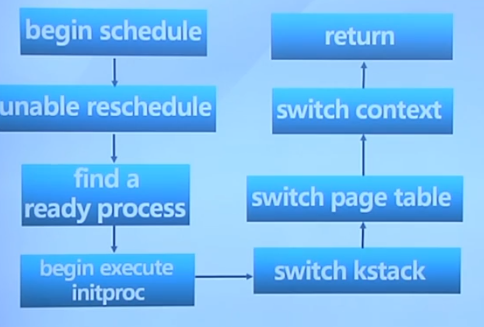 begin schedule
unable reschedule
find a
ready process
begin execute
initproc
switch kstack
switch page table
switch context
return